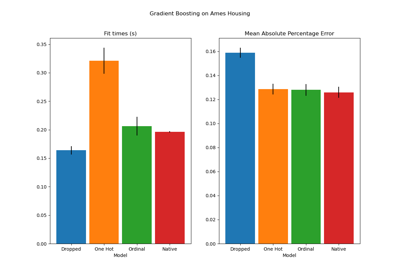 Gradient Boosting on Ames Housing
Fit times (s)
0.35
0.30
0.25
0.20
0.15
0.10
0.05
0.00
Dropped One Hot Ordinal Native
Model
Mean Absolute Percentage Error
0.16
0.14
0.12
0.10
0.08
0.06
0.04
0.02
0.00
Dropped One Hot Ordinal Native
Model